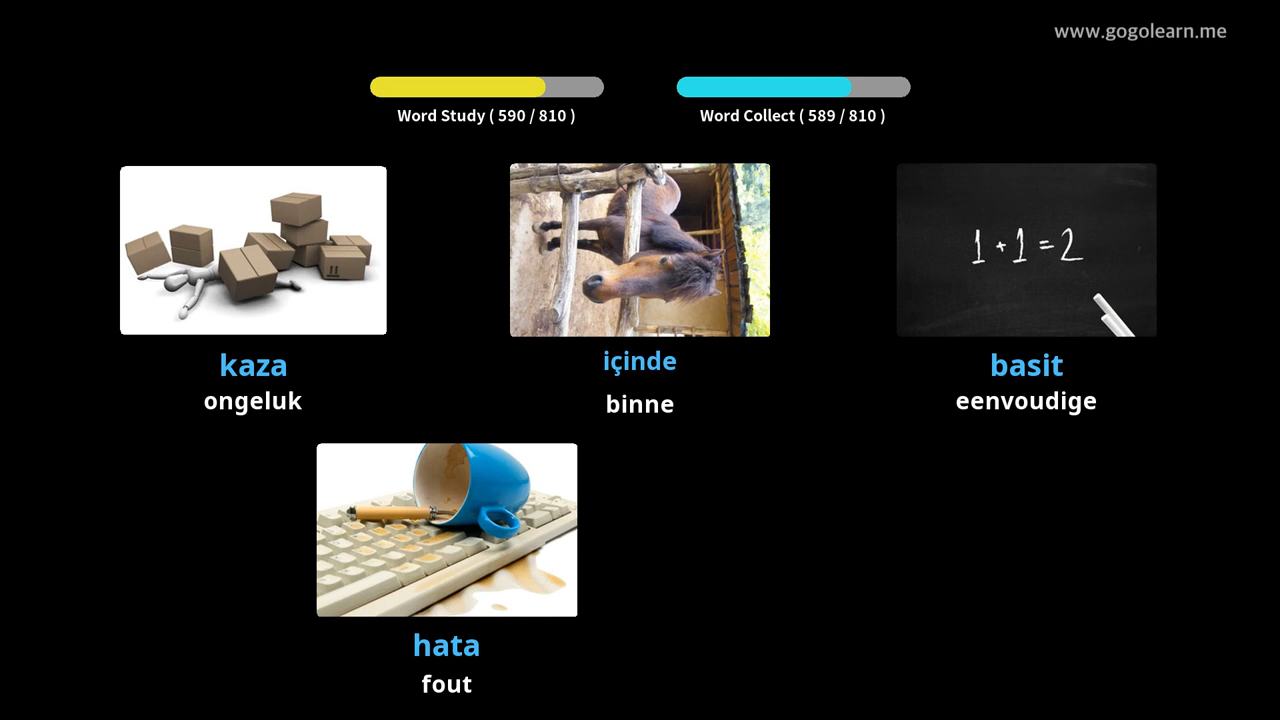 www.gogolearn.me
Word Study ( 590 / 810 )
Word Collect ( 589 / 810 )
1 + 1 = 2
kaza
ongeluk
içinde
binne
basit
eenvoudige
hata
fout